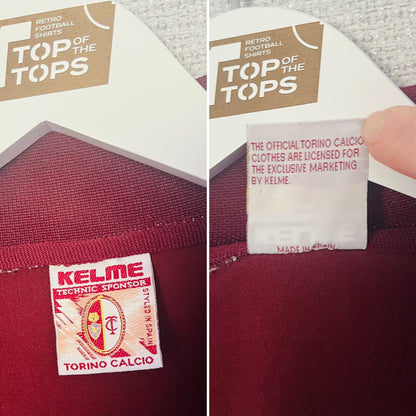 RETRO
FOOTBALL
SHIRTS
TOP OF
THE
TOPS
KELME
TECHNIC SPONSOR
STYLED IN SPAIN
TC
TORINO CALCIO
RETRO
FOOTBALL
SHIRTS
TOP OF
THE
TOPS
THE OFFICIAL TORINO CALCIO
CLOTHES ARE LICENSED FOR
THE EXCLUSIVE MARKETING
BY KELME.
MADE IN SPAIN